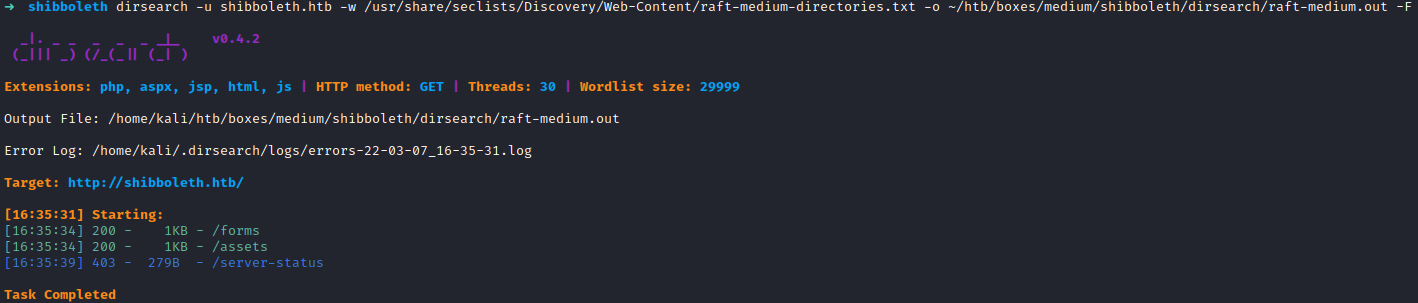 → shibboleth dirsearch -u shibboleth.htb -w /usr/share/seclists/Discovery/Web-Content/raft-medium-directories.txt -o ~/htb/boxes/medium/shibboleth/dirsearch/raft-medium.out -F
  _|. _ _  _  _  _ _|_    v0.4.2
 (_||| _) (/_(_|| (_| )
Extensions: php, aspx, jsp, html, js | HTTP method: GET | Threads: 30 | Wordlist size: 29999
Output File: /home/kali/htb/boxes/medium/shibboleth/dirsearch/raft-medium.out
Error Log: /home/kali/.dirsearch/logs/errors-22-03-07_16-35-31.log
Target: http://shibboleth.htb/
[16:35:31] Starting:
[16:35:34] 200 -    1KB - /forms
[16:35:34] 200 -    1KB - /assets
[16:35:39] 403 -  279B  - /server-status
Task Completed